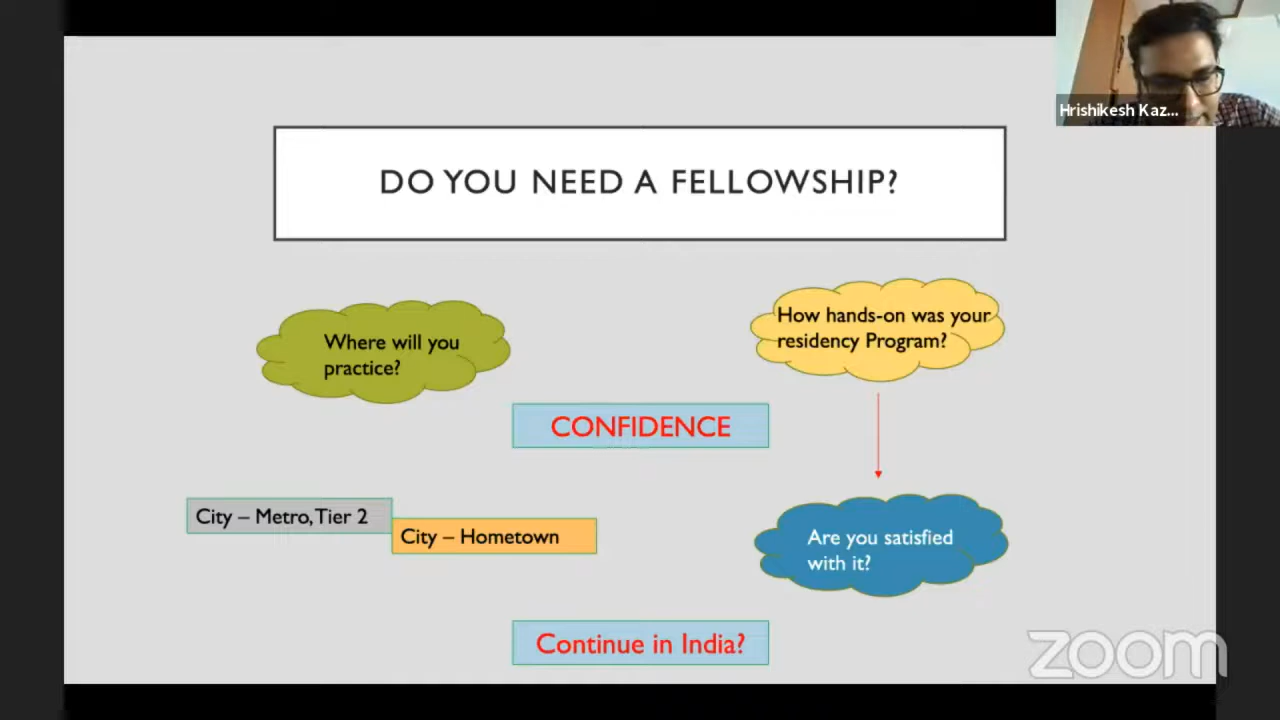 Hrishikesh Kaz...
DO YOU NEED A FELLOWSHIP?
Where will you
practice?
How hands-on was your
residency Program?
CONFIDENCE
City – Metro, Tier 2
City – Hometown
Are you satisfied
with it?
Continue in India?
zoom